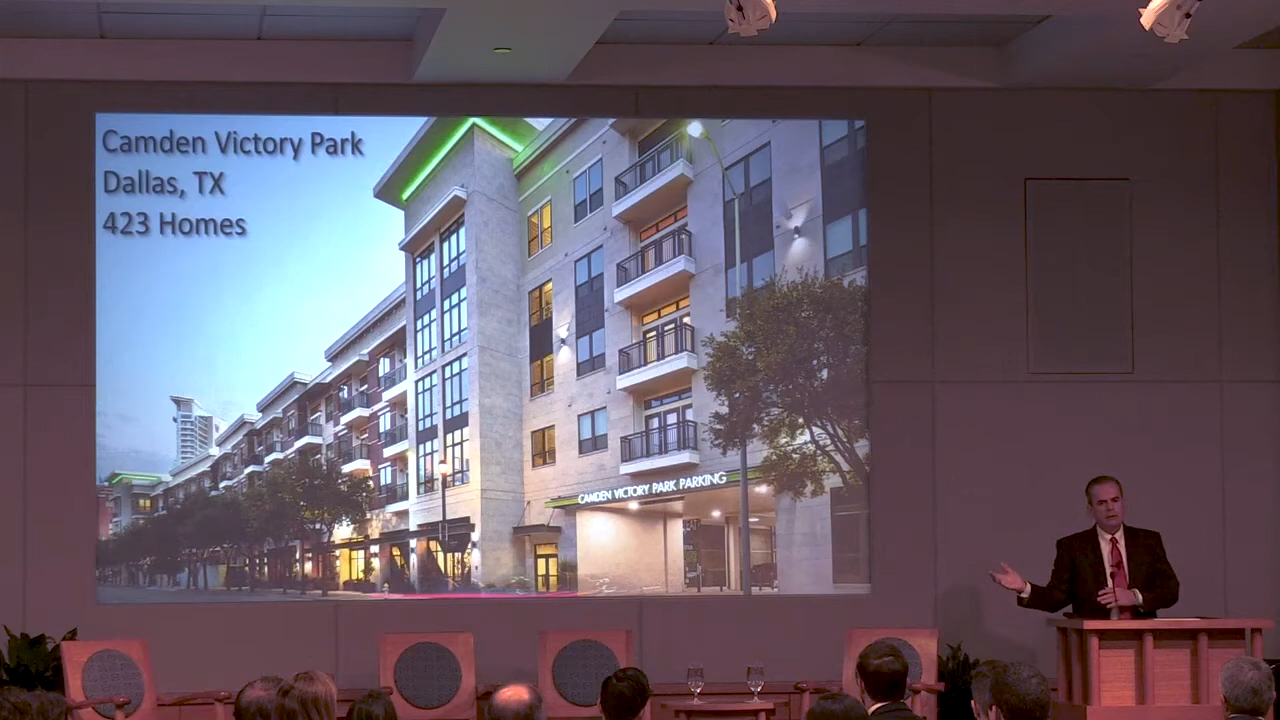 Camden Victory Park
Dallas, TX
423 Homes
CAMDEN VICTORY PARK PARKING